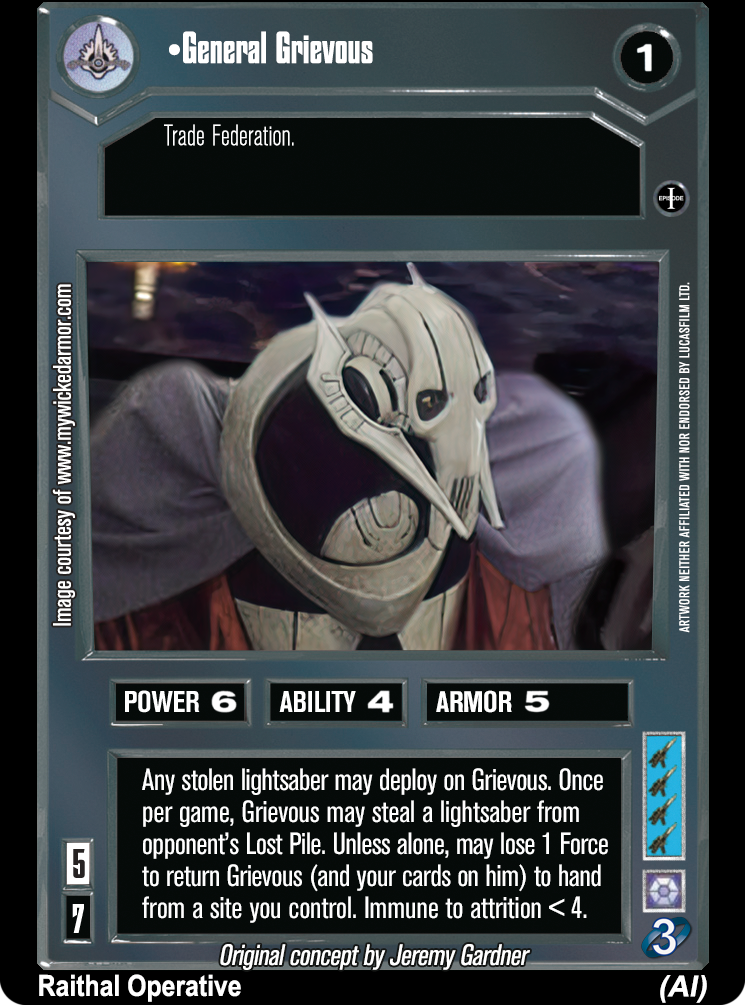 •General Grievous
1
Trade Federation.
EPISODE
I
Image courtesy of www.mywickedarmor.com
ARTWORK NEITHER AFFILIATED WITH NOR ENDORSED BY LUCASFILM LTD.
POWER 6 ABILITY 4 ARMOR 5
Any stolen lightsaber may deploy on Grievous. Once
per game, Grievous may steal a lightsaber from
opponent's Lost Pile. Unless alone, may lose 1 Force
to return Grievous (and your cards on him) to hand
from a site you control. Immune to attrition < 4.
5
7
3
Original concept by Jeremy Gardner
Raithal Operative (AI)